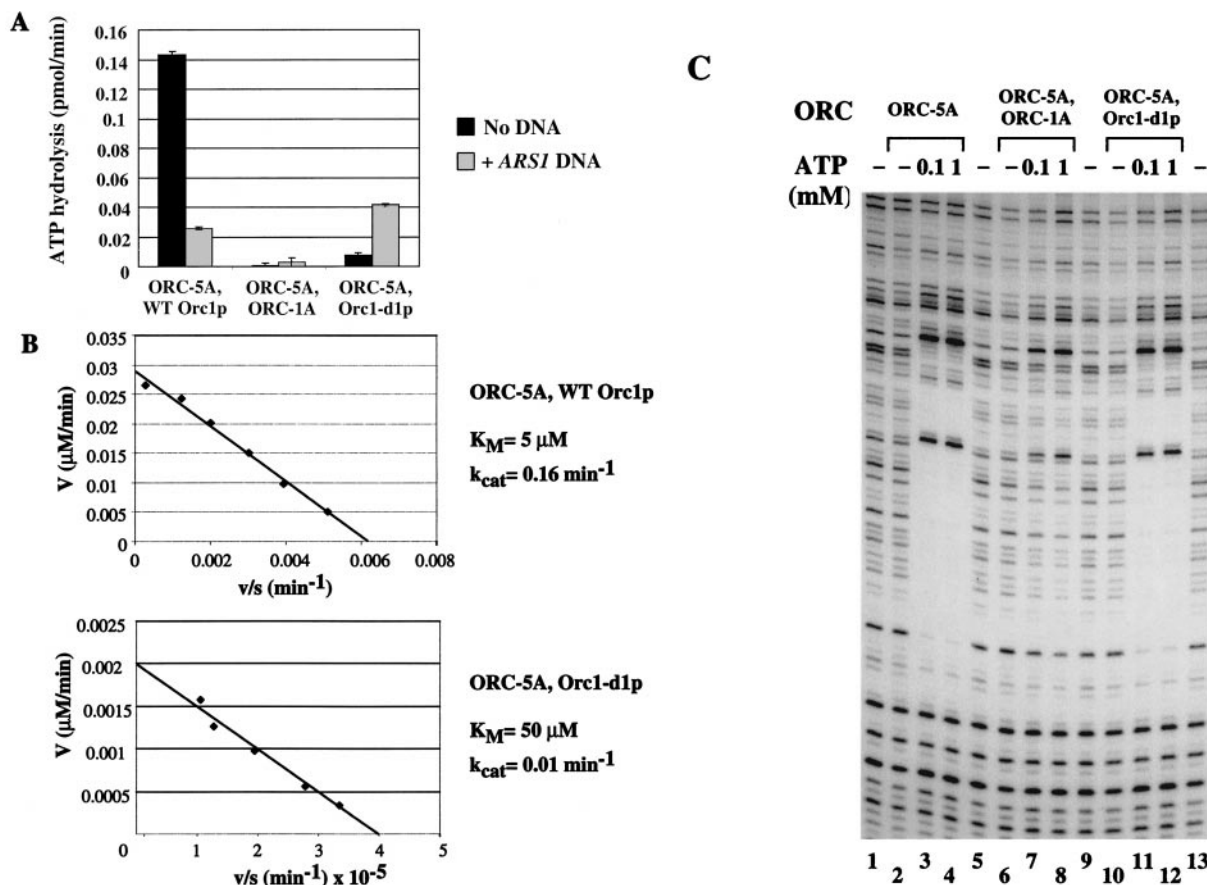 A
ATP hydrolysis (pmol/min)
0.14
0.12
0.1
0.08
0.06
0.04
0.02
0
ORC-5A, WT Orc1p
ORC-5A, ORC-1A
ORC-5A, Orc1-d1p
No DNA
+ ARS1 DNA
B
V (µM/min)
0.035
0.03
0.025
0.02
0.015
0.01
0.005
0
0 0.002 0.004 0.006 0.008
v/s (min-1)
ORC-5A, WT Orc1p
KM= 5 µM
kcat= 0.16 min-1
V (µM/min)
0.0025
0.002
0.0015
0.001
0.0005
0 1 2 3 4 5
v/s (min-1) x 10-5
ORC-5A, Orc1-d1p
KM= 50 µM
kcat= 0.01 min-1
C
ORC
ORC-5A
ORC-5A, ORC-1A
ORC-5A, Orc1-d1p
ATP (mM)
– – 0.1 1 – – 0.1 1 – – 0.1 1 –
1 2 3 4 5 6 7 8 9 10 11 12 13